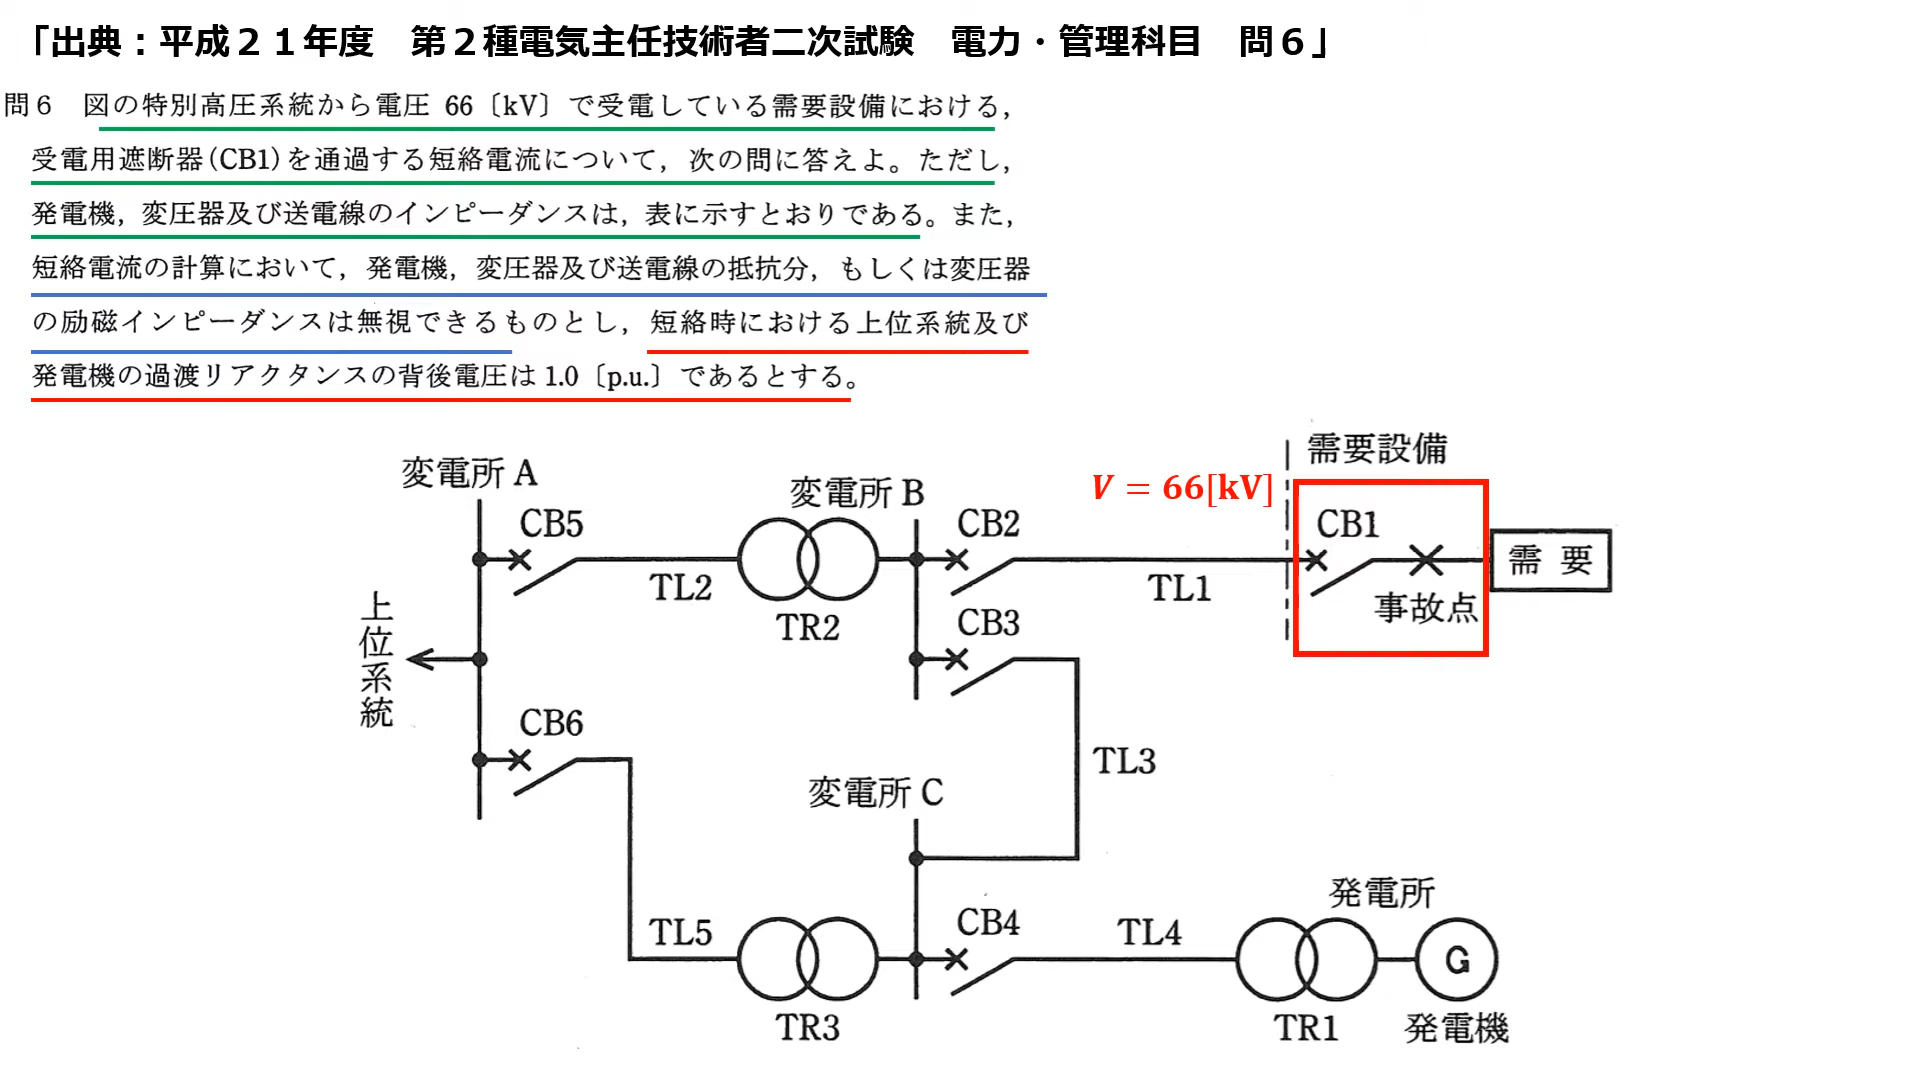 「出典：平成２１年度　第２種電気主任技術者二次試験　電力・管理科目　問６」
問６　図の特別高圧系統から電圧 66〔kV〕で受電している需要設備における，
受電用遮断器(CB1)を通過する短絡電流について，次の問に答えよ。ただし，
発電機，変圧器及び送電線のインピーダンスは，表に示すとおりである。また，
短絡電流の計算において，発電機，変圧器及び送電線の抵抗分，もしくは変圧器
の励磁インピーダンスは無視できるものとし，短絡時における上位系統及び
発電機の過渡リアクタンスの背後電圧は 1.0〔p.u.〕であるとする。
需要設備
変電所 A
V = 66[kV]
変電所 B
CB5
CB2
CB1
需 要
TL2
TL1
上位系統
事故点
TR2
CB3
CB6
TL3
変電所 C
発電所
TL5
CB4
TL4
G
TR3
TR1
発電機